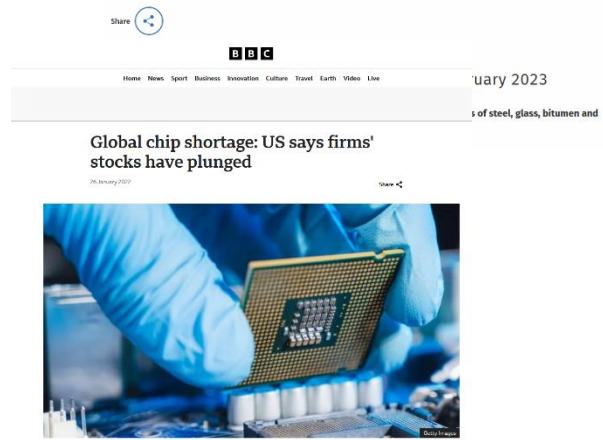 Share
BBC
Home News Sport Business Innovation Culture Travel Earth Video Live
uary 2023
s of steel, glass, bitumen and
Global chip shortage: US says firms'
stocks have plunged
26 January 2022
Share
Getty Images